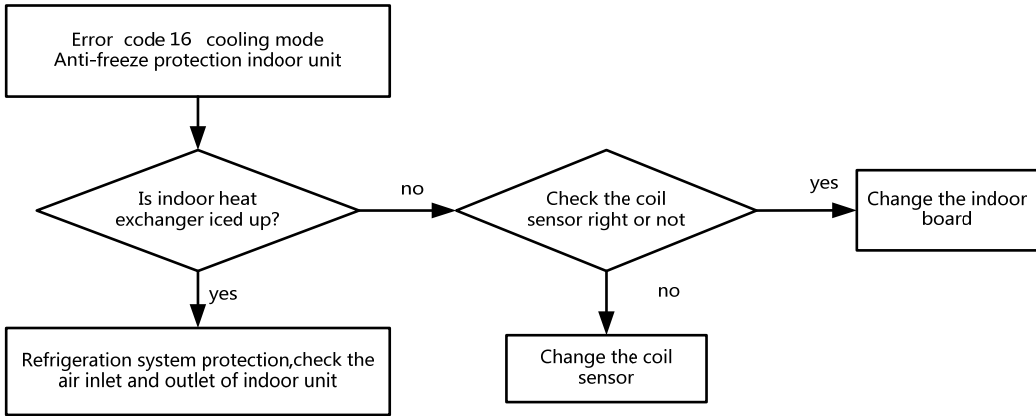 Error code 16 cooling mode
Anti-freeze protection indoor unit
Is indoor heat
exchanger iced up?
no
Check the coil
sensor right or not
yes
Change the indoor
board
yes
no
Refrigeration system protection,check the
air inlet and outlet of indoor unit
Change the coil
sensor